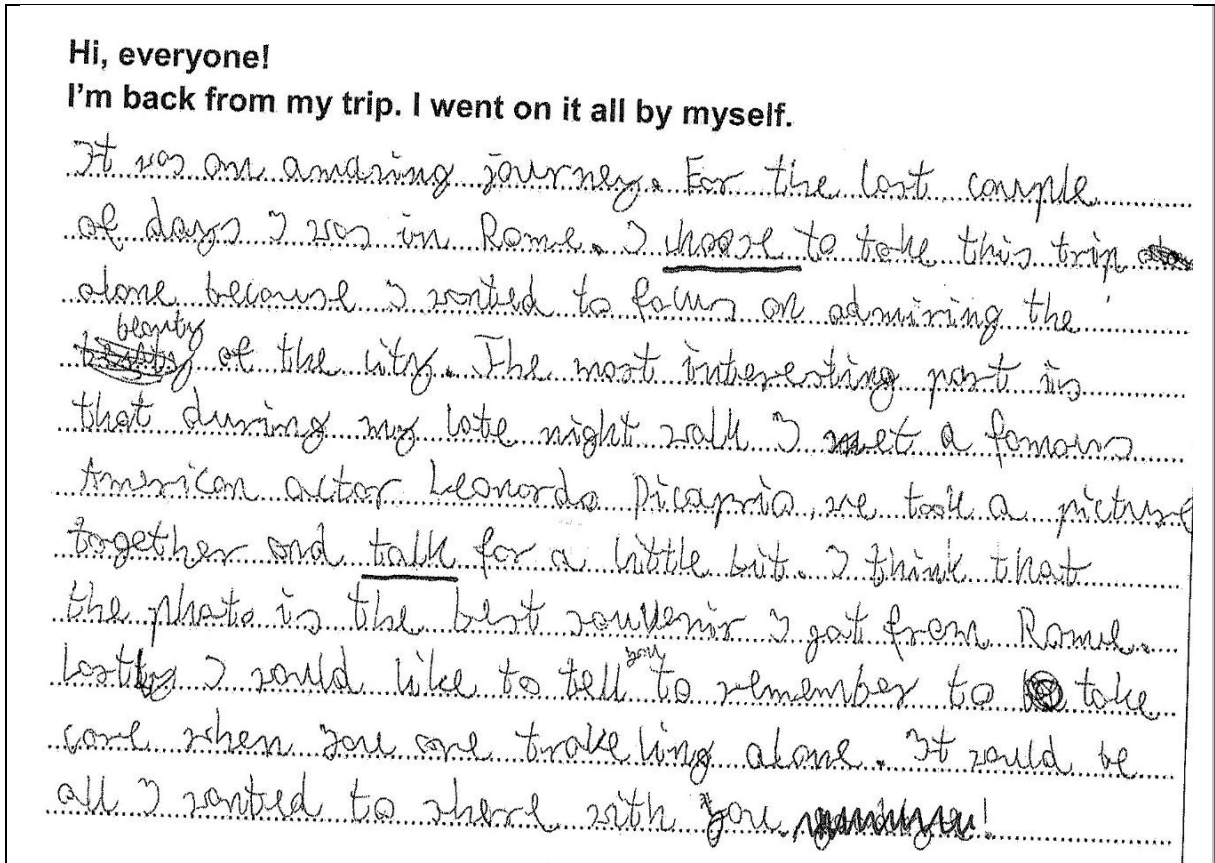 Hi, everyone!
I'm back from my trip. I went on it all by myself.
It was an amazing journey. For the last couple
of days I was in Rome. I choose to take this trip
alone because I wanted to focus on admiring the
beauty of the city. The most interesting part is
that during my late night walk I met a famous
American actor Leonardo Dicaprio, we took a picture
together and talk for a little bit. I think that
the photo is the best souvenir I got from Rome.
Lastly I would like to tell you to remember to take
care when you are traveling alone. It would be
all I wanted to share with you!